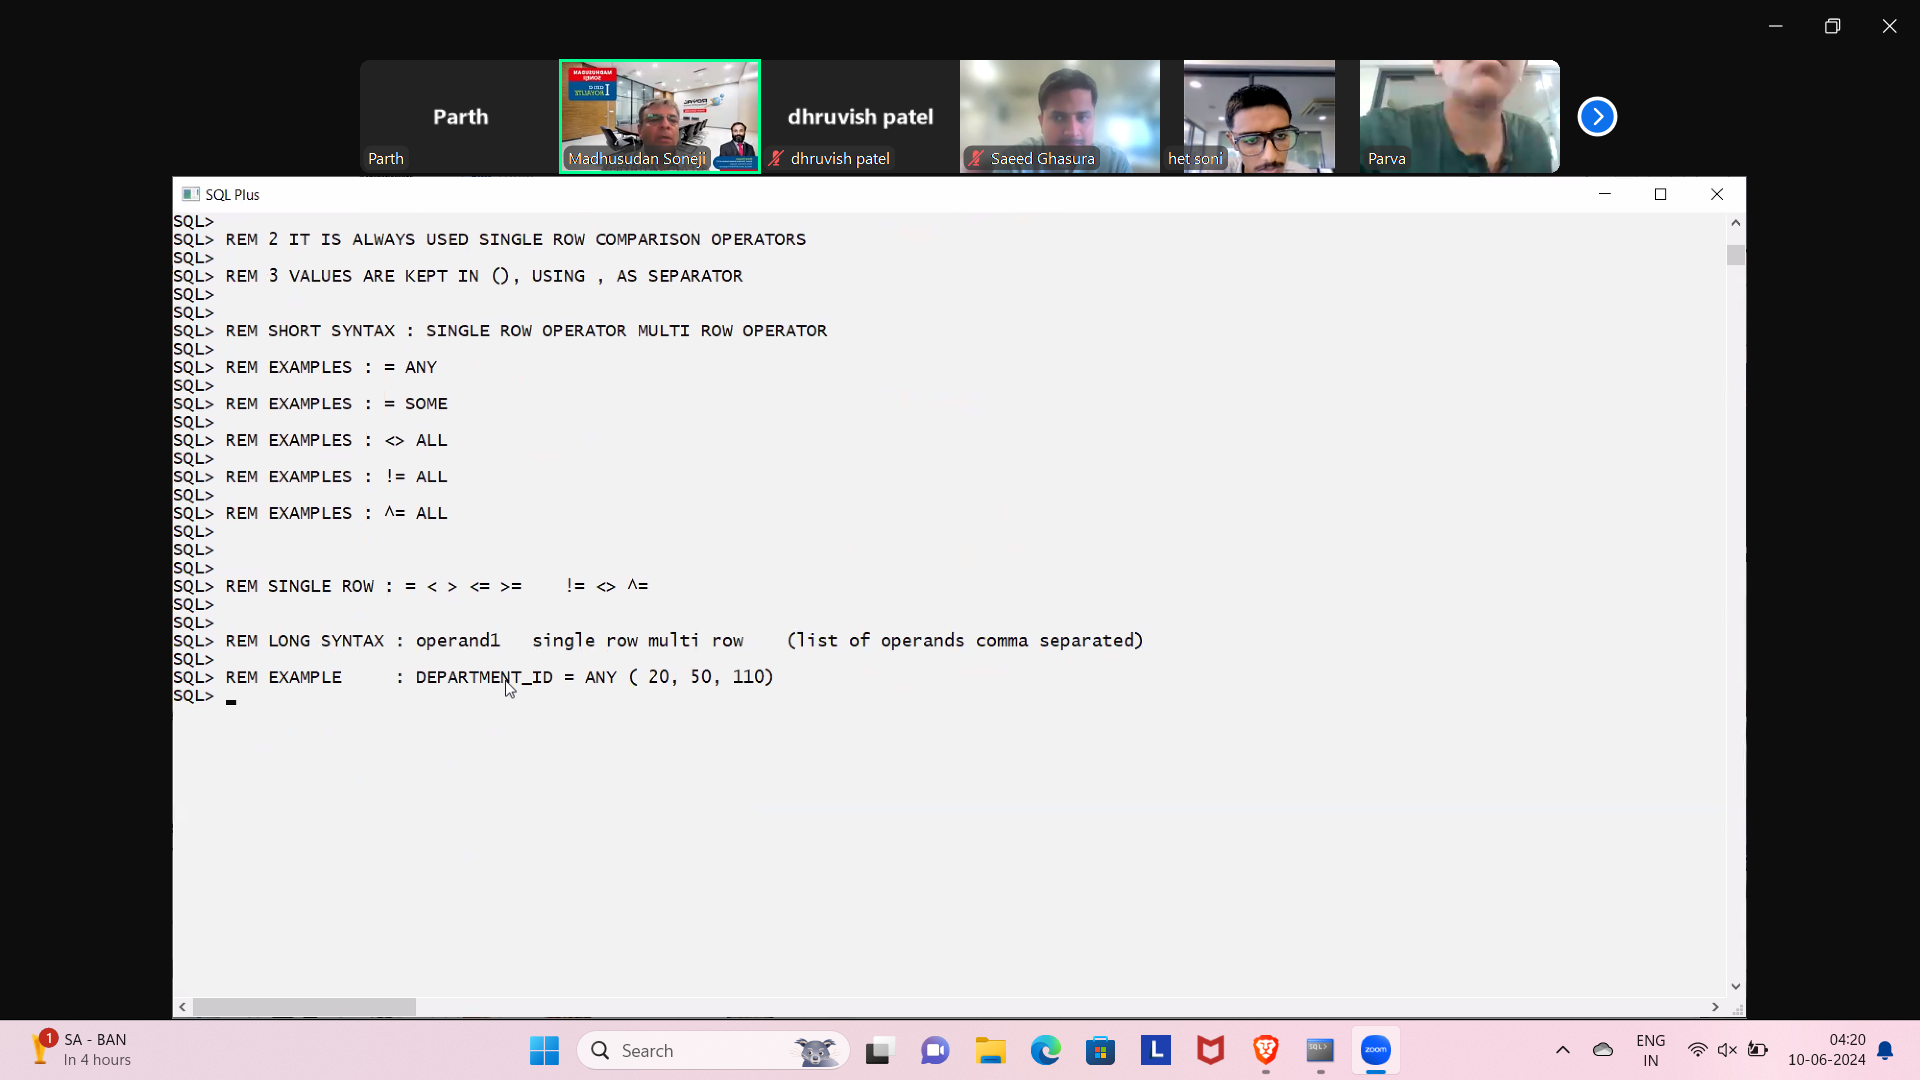 Parth
Parth
MADHUSUDAN
SONEJI
Madhusudan Soneji
dhruvish patel
dhruvish patel
Saeed Ghasura
het soni
Parva
SQL Plus
SQL>
SQL> REM 2 IT IS ALWAYS USED SINGLE ROW COMPARISON OPERATORS
SQL>
SQL> REM 3 VALUES ARE KEPT IN (), USING , AS SEPARATOR
SQL>
SQL>
SQL> REM SHORT SYNTAX : SINGLE ROW OPERATOR MULTI ROW OPERATOR
SQL>
SQL> REM EXAMPLES : = ANY
SQL>
SQL> REM EXAMPLES : = SOME
SQL>
SQL> REM EXAMPLES : <> ALL
SQL>
SQL> REM EXAMPLES : != ALL
SQL>
SQL> REM EXAMPLES : ^= ALL
SQL>
SQL>
SQL>
SQL> REM SINGLE ROW : = < > <= >=    != <> ^=
SQL>
SQL>
SQL> REM LONG SYNTAX : operand1   single row multi row    (list of operands comma separated)
SQL>
SQL> REM EXAMPLE     : DEPARTMENT_ID = ANY ( 20, 50, 110)
SQL>
1
SA - BAN
In 4 hours
Search
L
SQL>
zoom
ENG
IN
04:20
10-06-2024